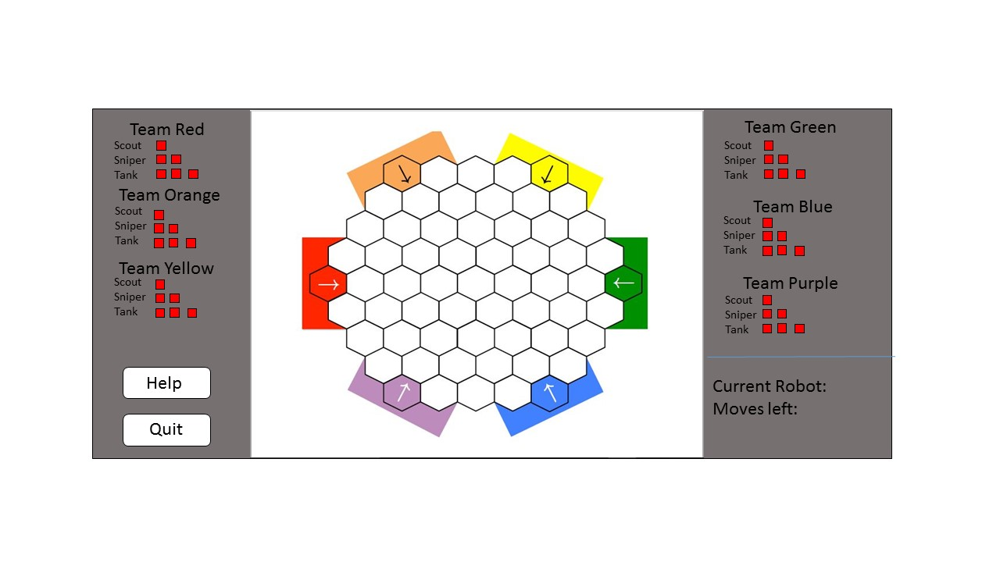 Team Red
Scout
Sniper
Tank
Team Orange
Scout
Sniper
Tank
Team Yellow
Scout
Sniper
Tank
Help
Quit
Team Green
Scout
Sniper
Tank
Team Blue
Scout
Sniper
Tank
Team Purple
Scout
Sniper
Tank
Current Robot:
Moves left: